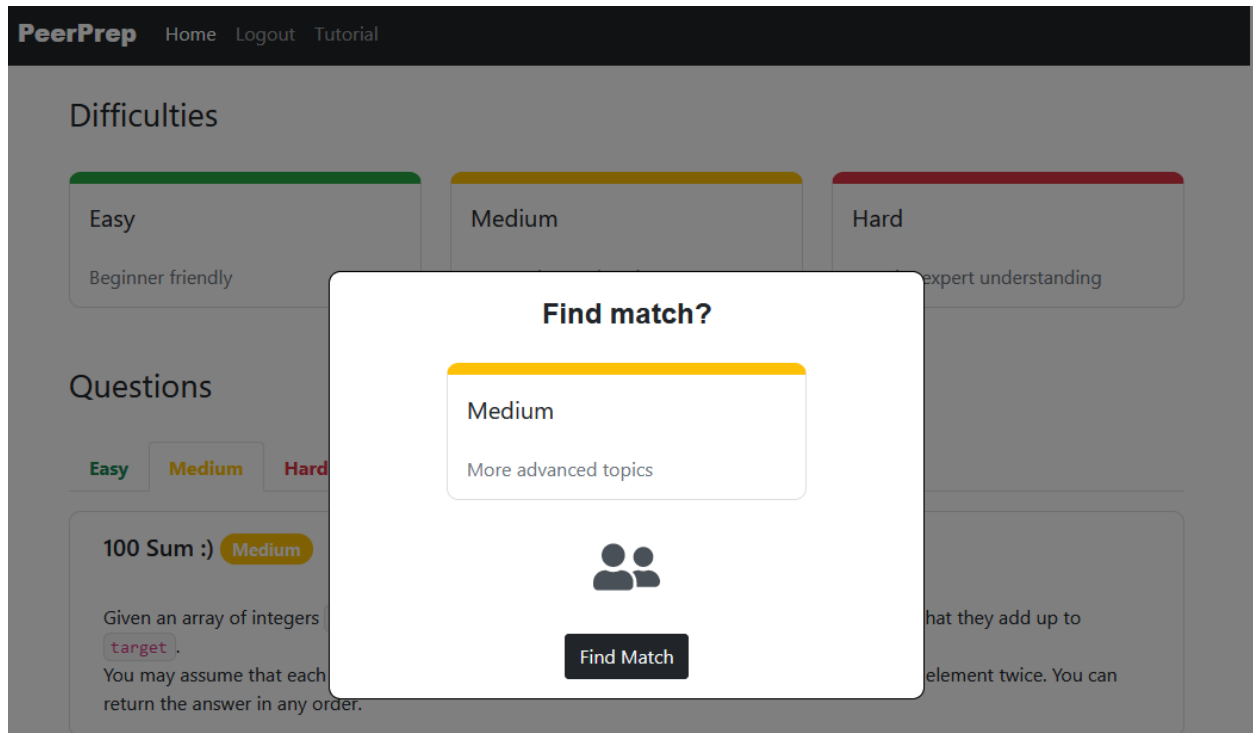 PeerPrep Home Logout Tutorial
Difficulties
Easy
Medium
Hard
Beginner friendly
expert understanding
Find match?
Medium
More advanced topics
Find Match
Questions
Easy Medium Hard
100 Sum :) Medium
Given an array of integers
hat they add up to
target.
You may assume that each
element twice. You can
return the answer in any order.